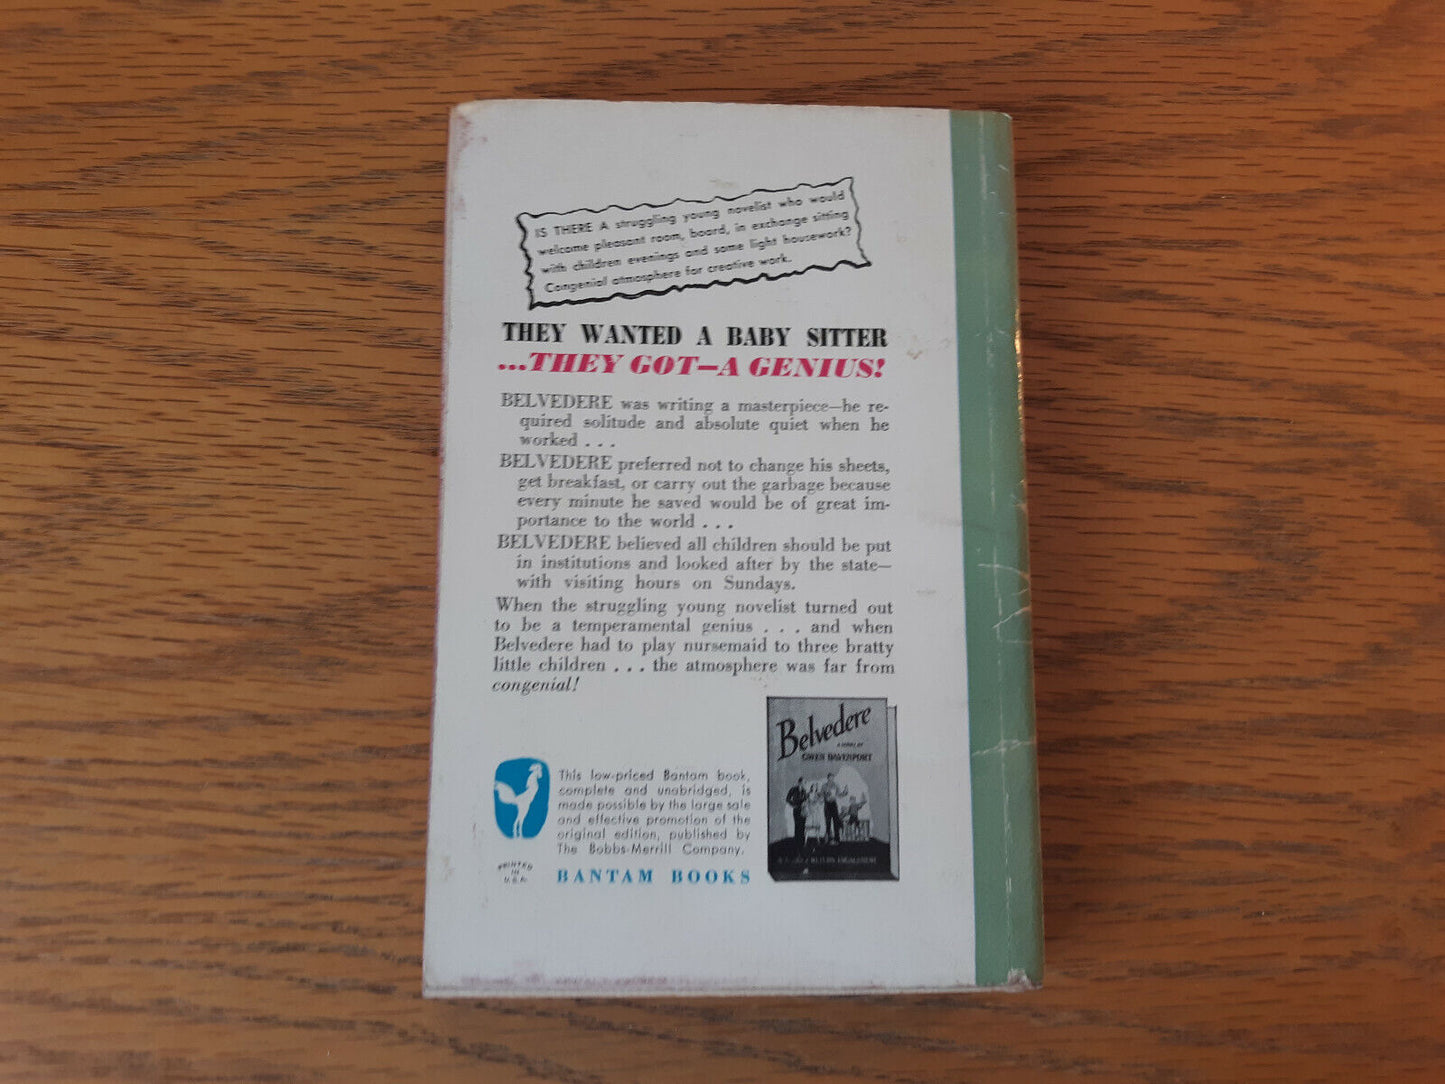 IS THERE A struggling young novelist who would
welcome pleasant room, board, in exchange sitting
with children evenings and some light housework?
Congenial atmosphere for creative work.
THEY WANTED A BABY SITTER
...THEY GOT—A GENIUS!
BELVEDERE was writing a masterpiece—he re-
quired solitude and absolute quiet when he
worked . . .
BELVEDERE preferred not to change his sheets,
get breakfast, or carry out the garbage because
every minute he saved would be of great im-
portance to the world . . .
BELVEDERE believed all children should be put
in institutions and looked after by the state—
with visiting hours on Sundays.
When the struggling young novelist turned out
to be a temperamental genius . . . and when
Belvedere had to play nursemaid to three bratty
little children . . . the atmosphere was far from
congenial!
This low-priced Bantam book,
complete and unabridged, is
made possible by the large sale
and effective promotion of the
original edition, published by
The Bobbs-Merrill Company.
PRINTED
IN
U.S.A.
BANTAM BOOKS
Belvedere
A NOVEL BY
GWEN DAVENPORT
RETURN ENGAGEMENT